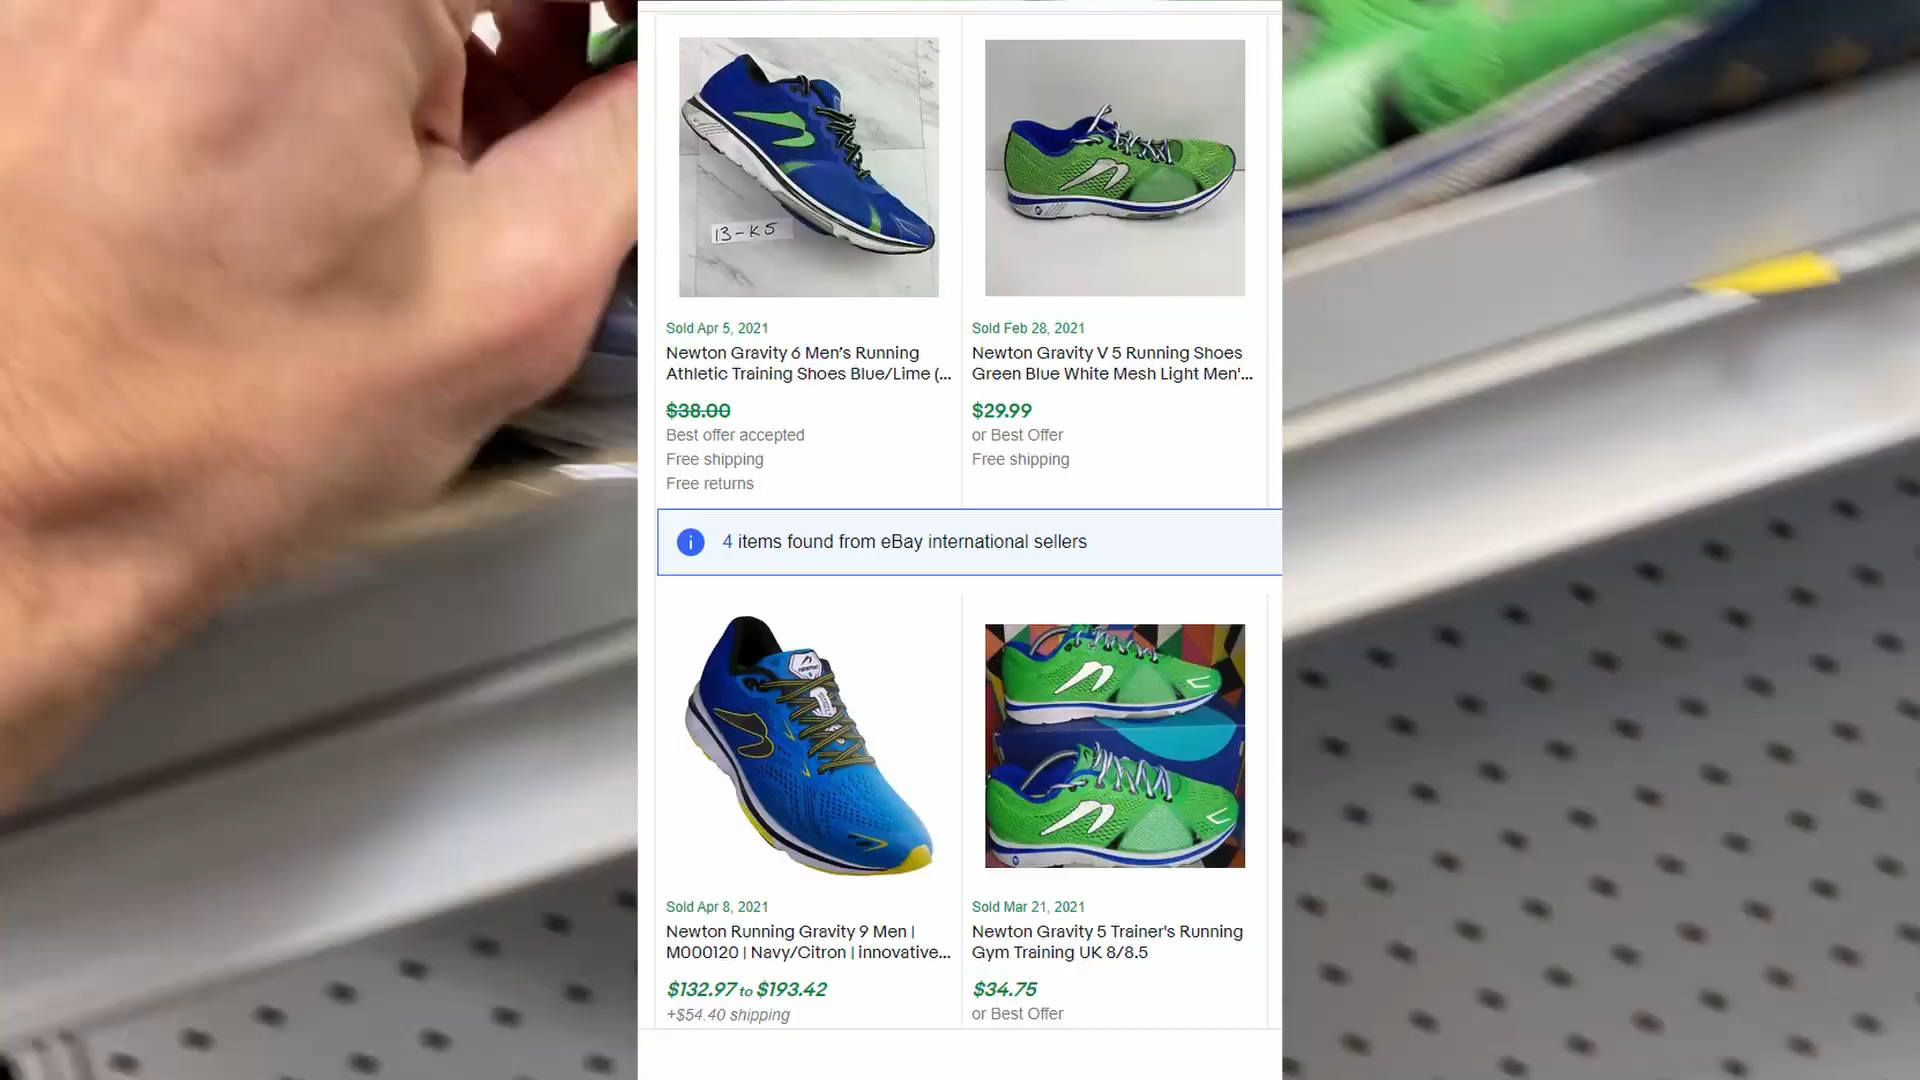 13-K5
Sold Apr 5, 2021
Newton Gravity 6 Men's Running
Athletic Training Shoes Blue/Lime (...
$38.00
Best offer accepted
Free shipping
Free returns
Sold Feb 28, 2021
Newton Gravity V 5 Running Shoes
Green Blue White Mesh Light Men'...
$29.99
or Best Offer
Free shipping
4 items found from eBay international sellers
newton
Sold Apr 8, 2021
Newton Running Gravity 9 Men |
M000120 | Navy/Citron | innovative...
$132.97 to $193.42
+$54.40 shipping
Sold Mar 21, 2021
Newton Gravity 5 Trainer's Running
Gym Training UK 8/8.5
$34.75
or Best Offer